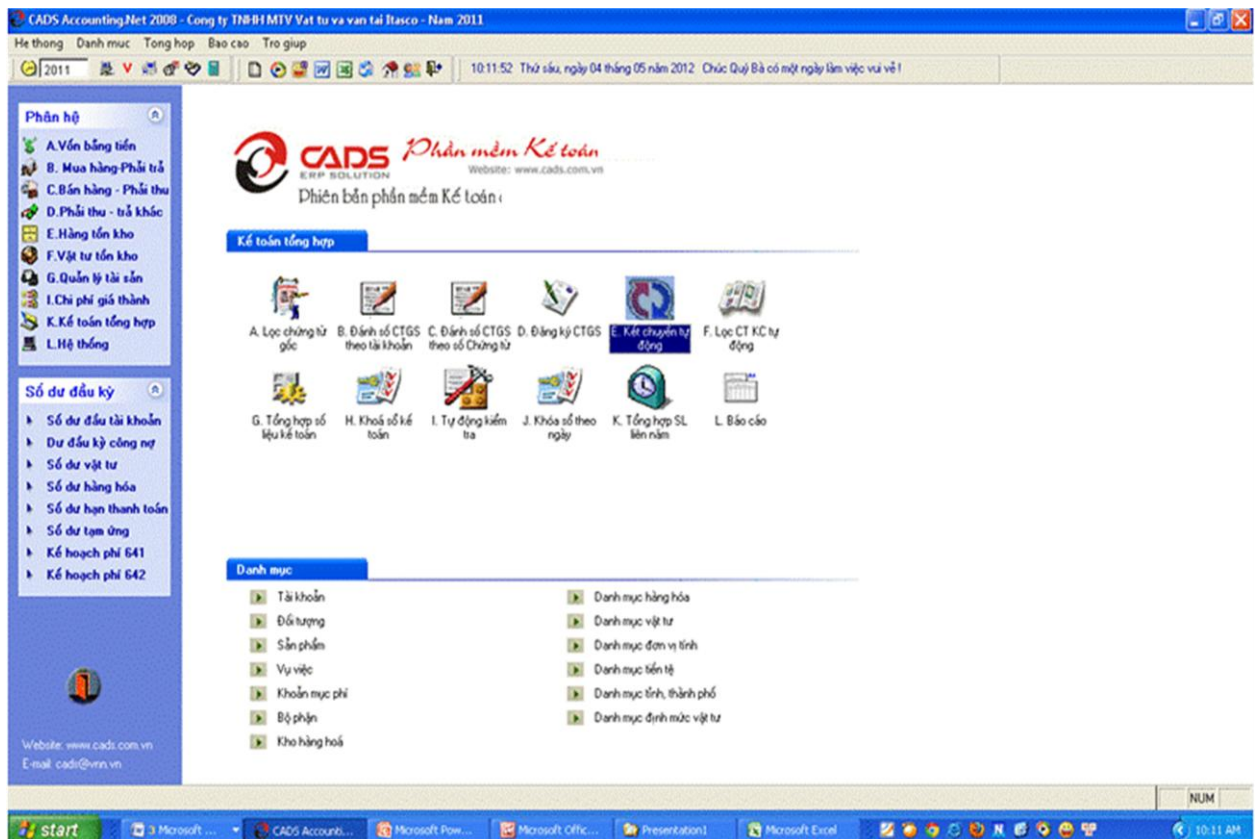 CADS Accounting.Net 2008 - Cong ty TNHH MTV Vat tu va van tai Itasco - Nam 2011
He thong Danh muc Tong hop Bao cao Tro giup
2011 10:11:52 Thứ sáu, ngày 04 tháng 05 năm 2012 Chúc Quý Bà có một ngày làm việc vui vẻ !
Phân hệ
A.Vốn bằng tiền
B. Mua hàng-Phải trả
C.Bán hàng - Phải thu
D.Phải thu - trả khác
E.Hàng tồn kho
F.Vật tư tồn kho
G.Quản lý tài sản
I.Chi phí giá thành
K.Kế toán tổng hợp
L.Hệ thống
Số dư đầu kỳ
Số dư đầu tài khoản
Dư đầu kỳ công nợ
Số dư vật tư
Số dư hàng hóa
Số dư hạn thanh toán
Số dư tạm ứng
Kế hoạch phí 641
Kế hoạch phí 642
Website: www.cads.com.vn
E-mail: cads@vnn.vn
CADS Phần mềm Kế toán
ERP SOLUTION Website: www.cads.com.vn
Phiên bản phần mềm Kế toán
Kế toán tổng hợp
A. Lọc chứng từ gốc
B. Đánh số CTGS theo tài khoản
C. Đánh số CTGS theo số Chứng từ
D. Đăng ký CTGS
E. Kết chuyển tự động
F. Lọc CT KC tự động
G. Tổng hợp số liệu kế toán
H. Khoá sổ kế toán
I. Tự động kiểm tra
J. Khóa sổ theo ngày
K. Tổng hợp SL liên năm
L. Báo cáo
Danh mục
Tài khoản
Đối tượng
Sản phẩm
Vụ việc
Khoản mục phí
Bộ phận
Kho hàng hoá
Danh mục hàng hóa
Danh mục vật tư
Danh mục đơn vị tính
Danh mục tiền tệ
Danh mục tỉnh, thành phố
Danh mục định mức vật tư
NUM
start 3 Microsoft ... CADS Accounti... Microsoft Pow... Microsoft Offic... Presentation1 Microsoft Excel 10:11 AM